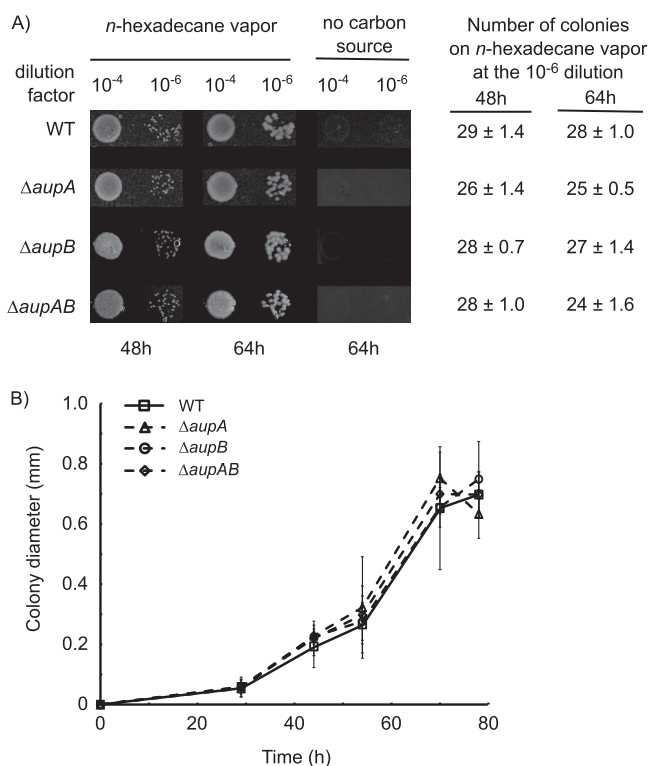 A)
n-hexadecane vapor
no carbon
source
Number of colonies
on n-hexadecane vapor
at the 10⁻⁶ dilution
dilution
factor
10⁻⁴ 10⁻⁶ 10⁻⁴ 10⁻⁶ 10⁻⁴ 10⁻⁶
48h 64h
WT 29 ± 1.4 28 ± 1.0
ΔaupA 26 ± 1.4 25 ± 0.5
ΔaupB 28 ± 0.7 27 ± 1.4
ΔaupAB 28 ± 1.0 24 ± 1.6
48h 64h 64h
B)
WT
ΔaupA
ΔaupB
ΔaupAB
Colony diameter (mm)
1.0
0.8
0.6
0.4
0.2
0
0 20 40 60 80
Time (h)